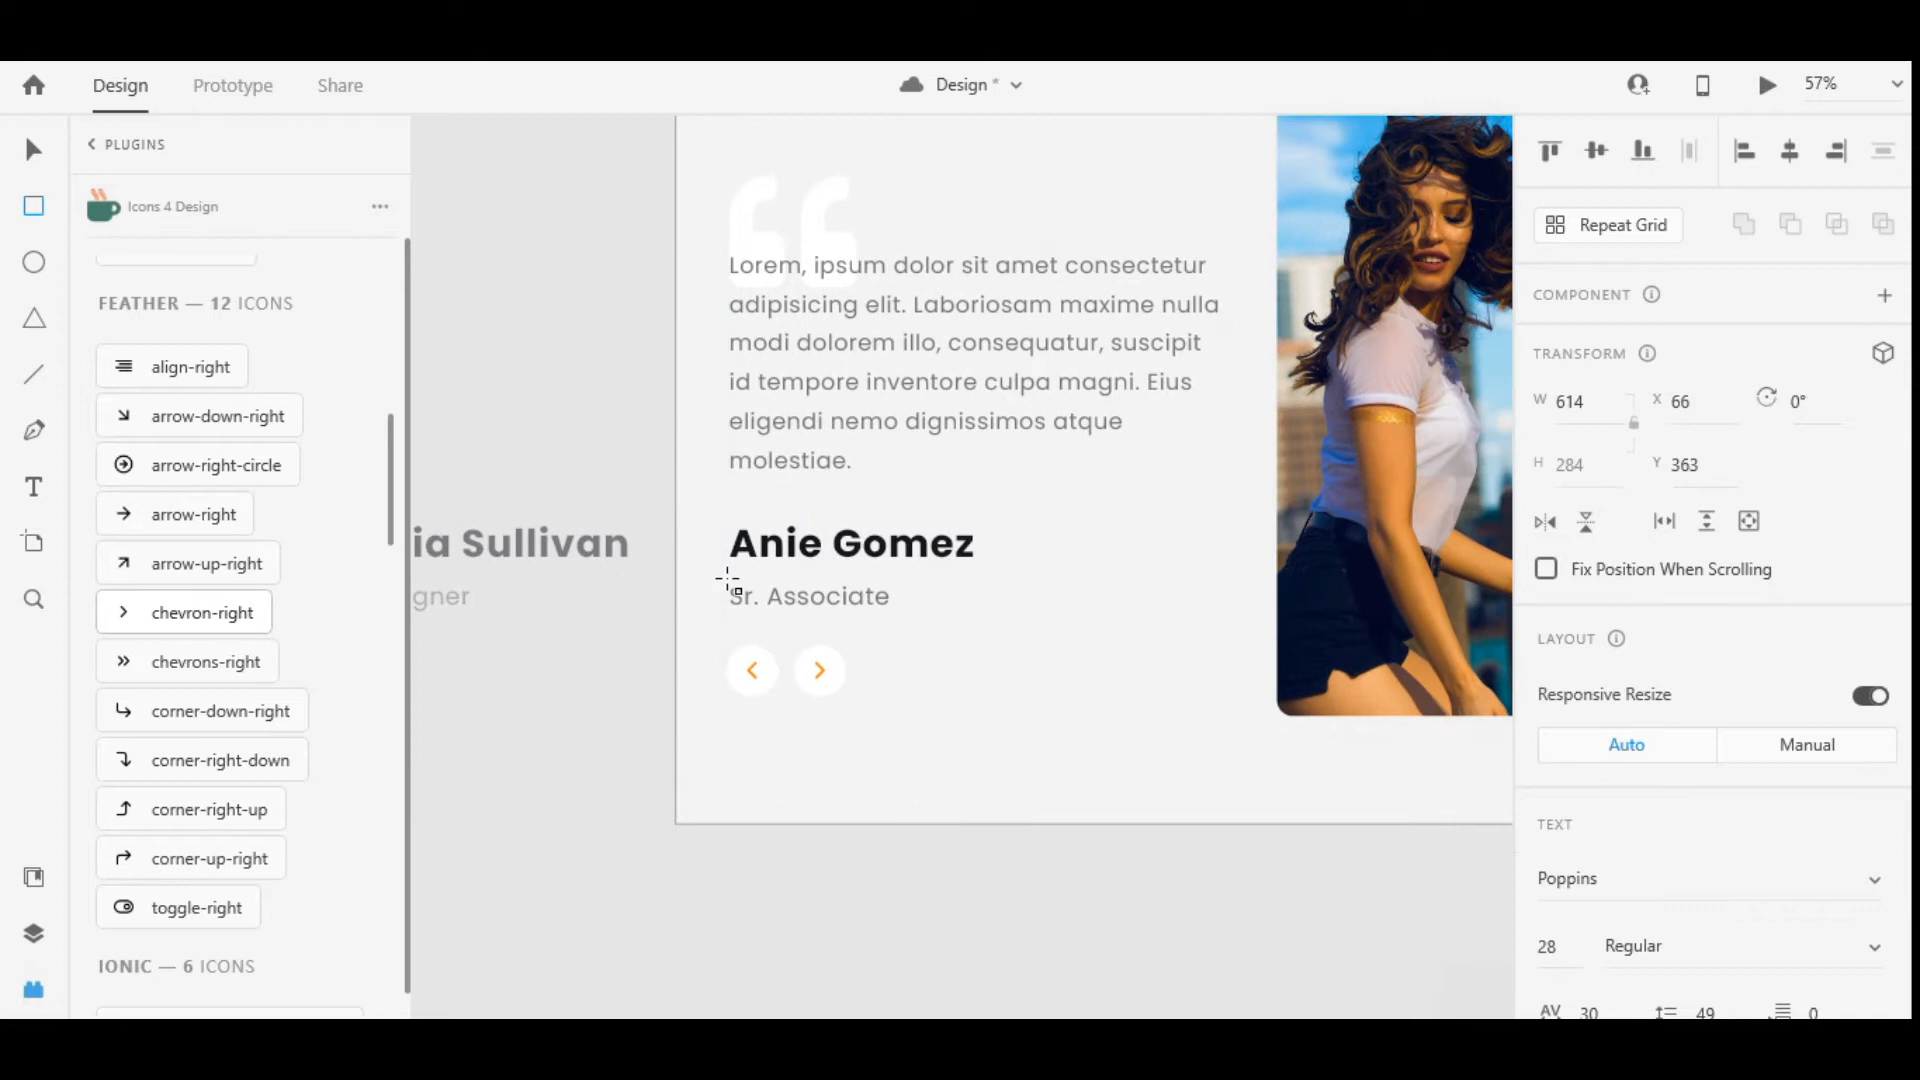 Design
Prototype
Share
Design *
57%
PLUGINS
Icons 4 Design
FEATHER — 12 ICONS
align-right
arrow-down-right
arrow-right-circle
arrow-right
arrow-up-right
chevron-right
chevrons-right
corner-down-right
corner-right-down
corner-right-up
corner-up-right
toggle-right
IONIC — 6 ICONS
ia Sullivan
gner
Lorem, ipsum dolor sit amet consectetur
adipisicing elit. Laboriosam maxime nulla
modi dolorem illo, consequatur, suscipit
id tempore inventore culpa magni. Eius
eligendi nemo dignissimos atque
molestiae.
Anie Gomez
Sr. Associate
Repeat Grid
COMPONENT
TRANSFORM
W 614
X 66
0°
H 284
Y 363
Fix Position When Scrolling
LAYOUT
Responsive Resize
Auto
Manual
TEXT
Poppins
28
Regular
AV 30
49
0